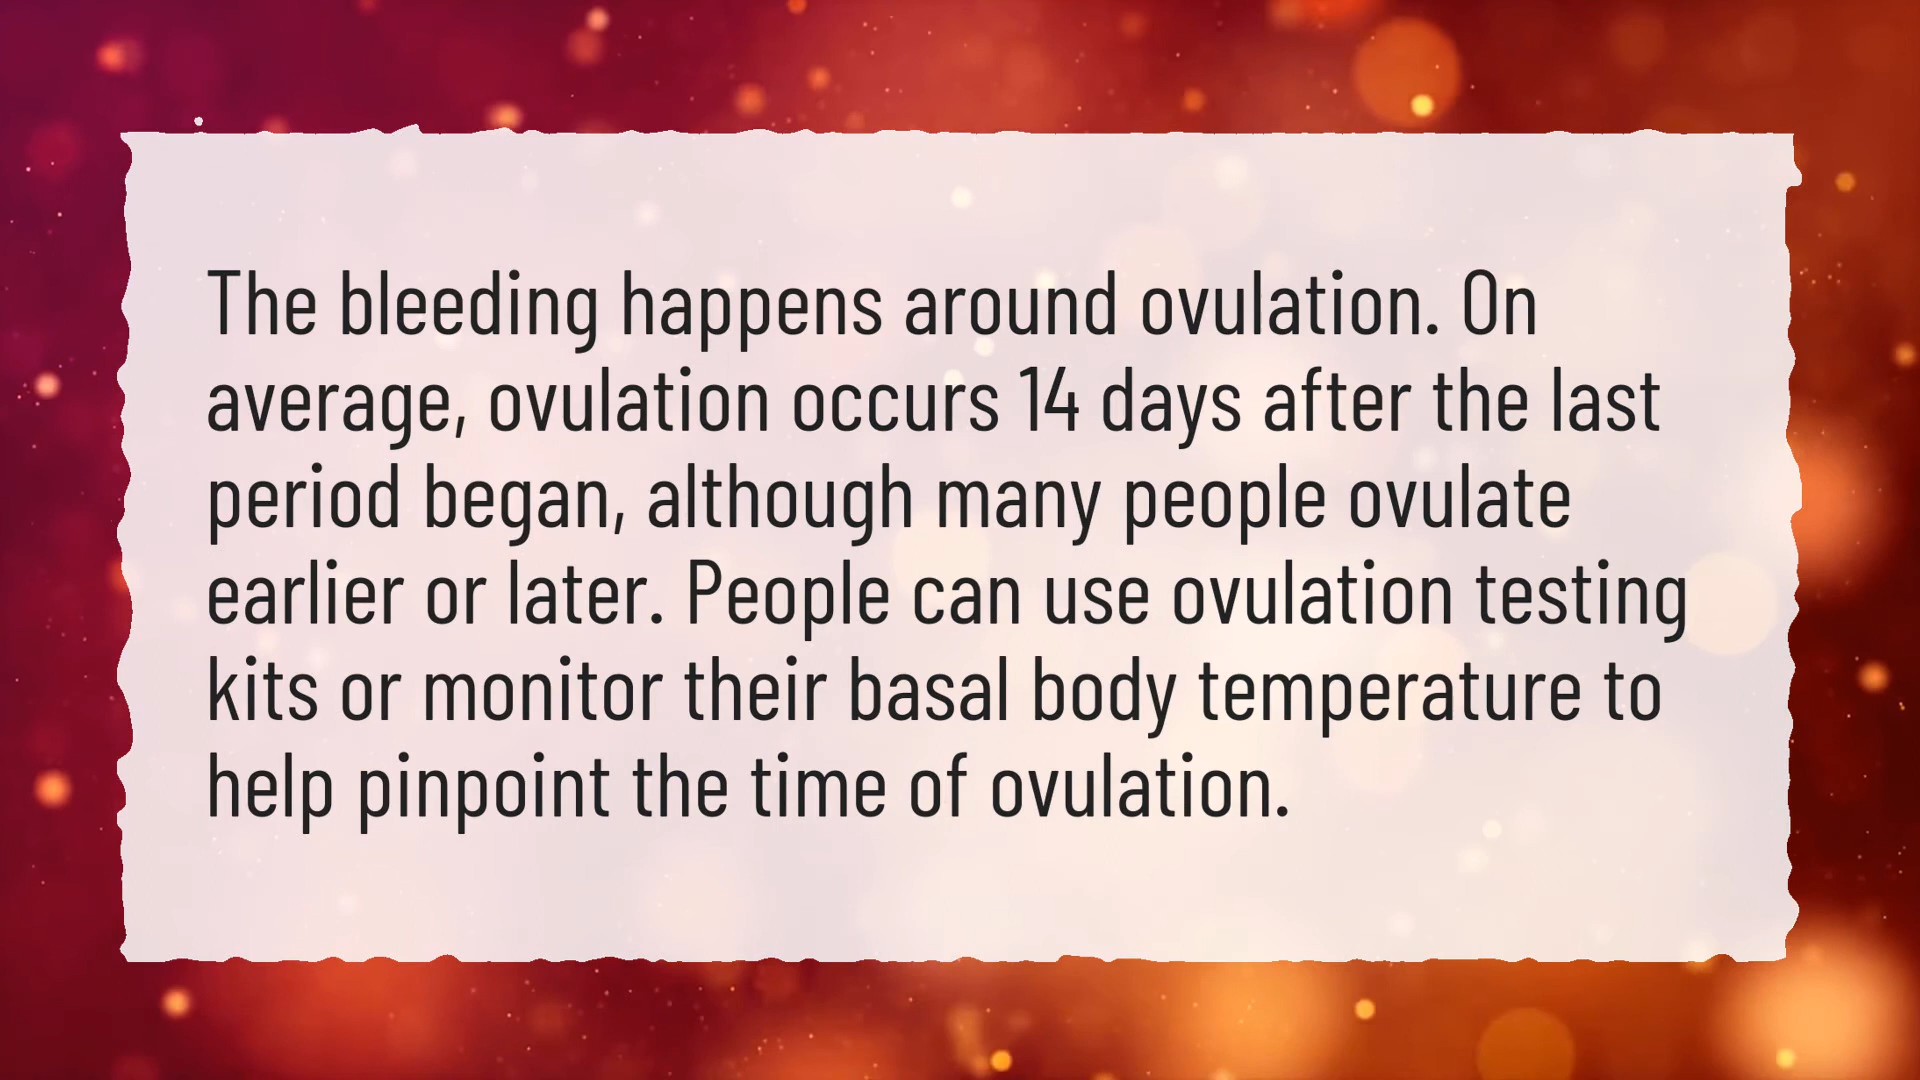 The bleeding happens around ovulation. On
average, ovulation occurs 14 days after the last
period began, although many people ovulate
earlier or later. People can use ovulation testing
kits or monitor their basal body temperature to
help pinpoint the time of ovulation.